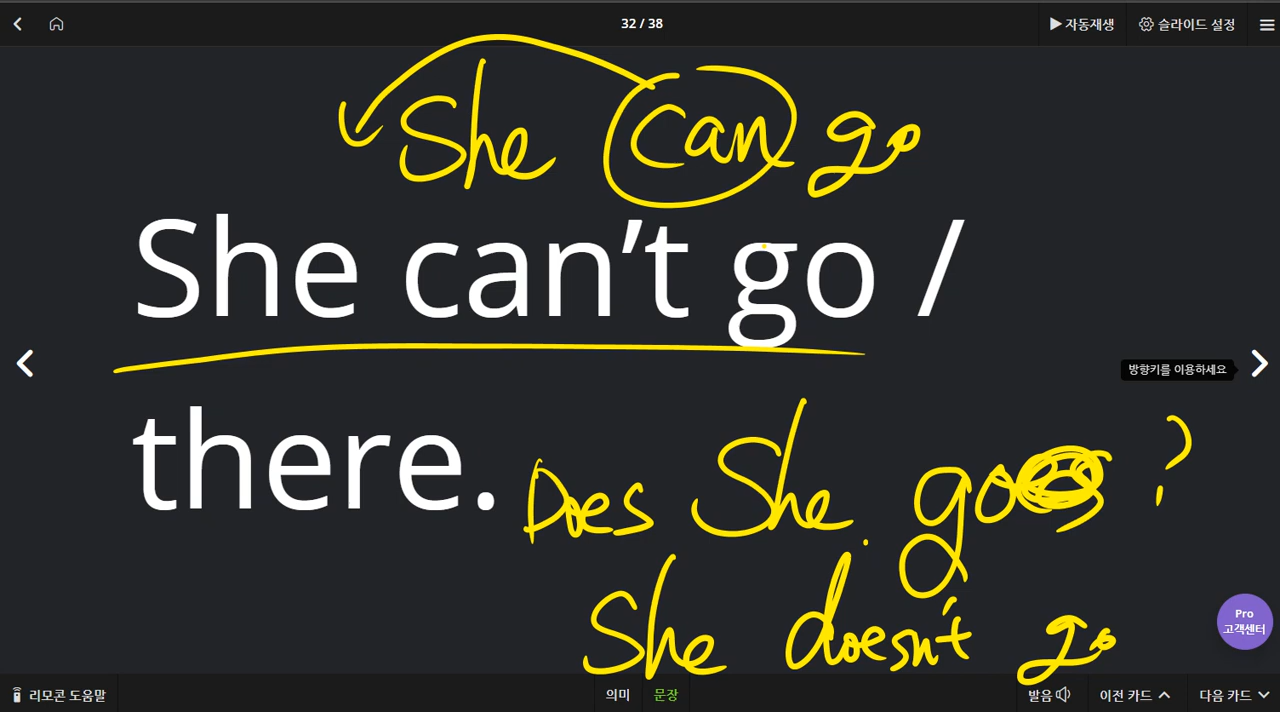 32 / 38
▶ 자동재생
슬라이드 설정
She can go
She can't go /
방향키를 이용하세요
there.
Does She go ?
She doesn't go
Pro
고객센터
리모콘 도움말
의미
문장
발음
이전 카드
다음 카드